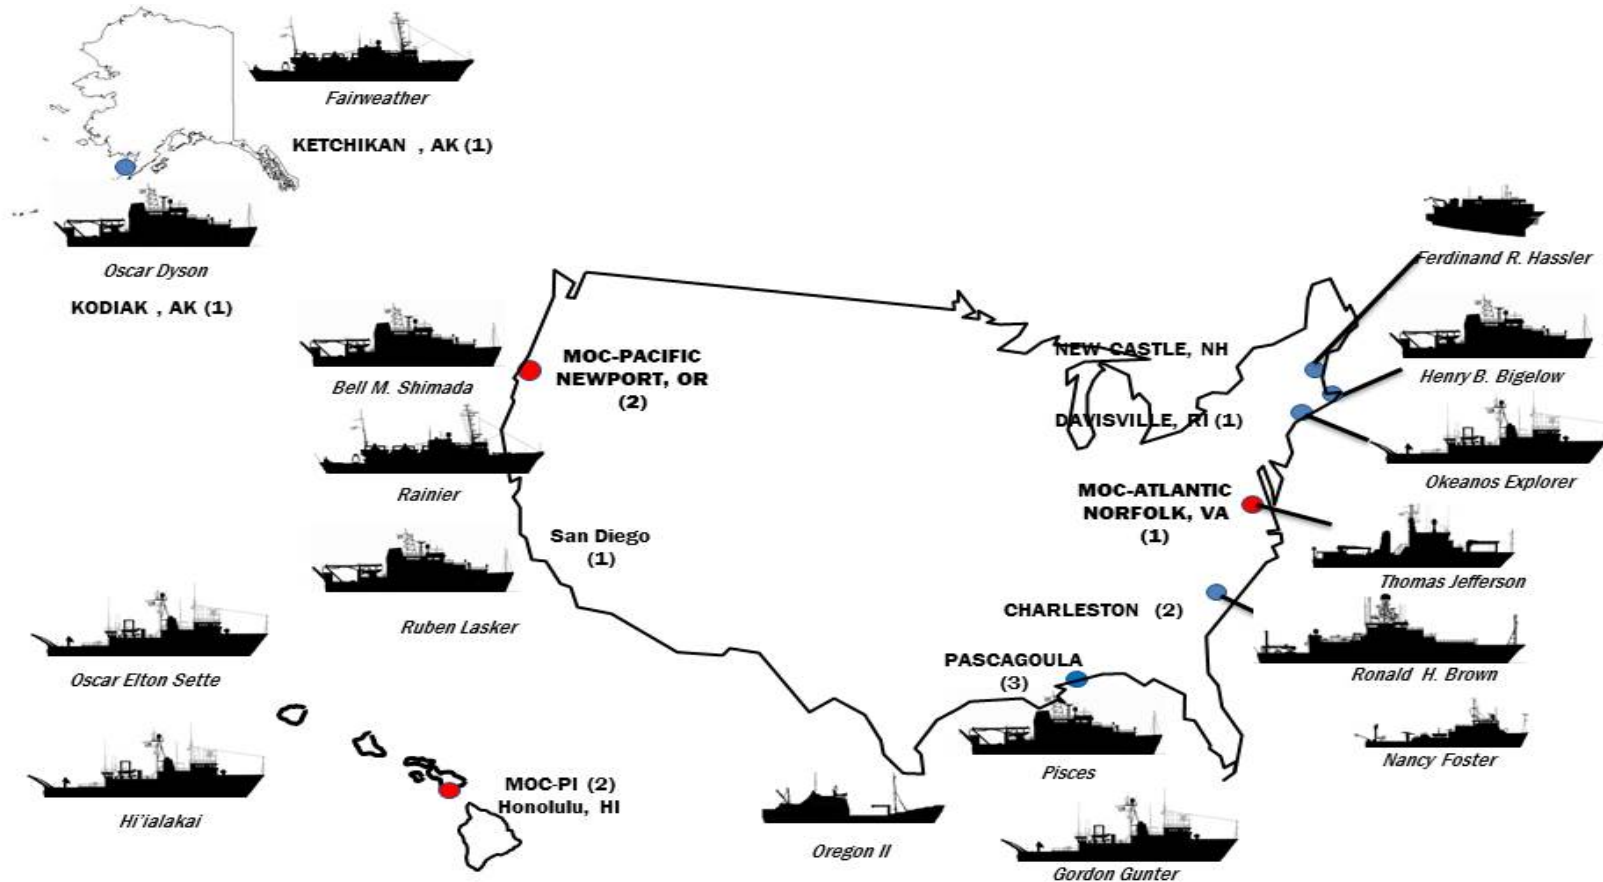 Fairweather
KETCHIKAN , AK (1)
Oscar Dyson
KODIAK , AK (1)
Ferdinand R. Hassler
NEW CASTLE, NH
MOC-PACIFIC
NEWPORT, OR
(2)
Bell M. Shimada
Henry B. Bigelow
DAVISVILLE, RI (1)
Rainier
Okeanos Explorer
MOC-ATLANTIC
NORFOLK, VA
(1)
San Diego
(1)
Thomas Jefferson
CHARLESTON (2)
Ruben Lasker
PASCAGOULA
(3)
Ronald H. Brown
Oscar Elton Sette
Nancy Foster
Pisces
MOC-PI (2)
Honolulu, HI
Hi'ialakai
Oregon II
Gordon Gunter